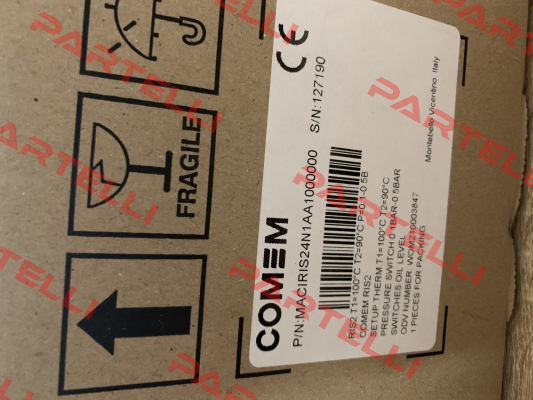 FRAGILE
COMEM
P/N:MACIRIS24N1AA1000000 S/N:127190
CE
RIS2 T1=100°C T2=90°C P=0.1-0.5B
COMEM RIS2
SETUP THERM T1=100°C T2=90°C
PRESSURE SWITCH 0.1BAR-0.5BAR
SWITCHES OIL LEVEL
ODV NUMBER WOM210003847
1 PIECES FOR PACKING
Montebello Vicentino Italy
PARTELLI
PARTELLI
PARTELLI
PARTELLI
PARTELLI
PARTELLI